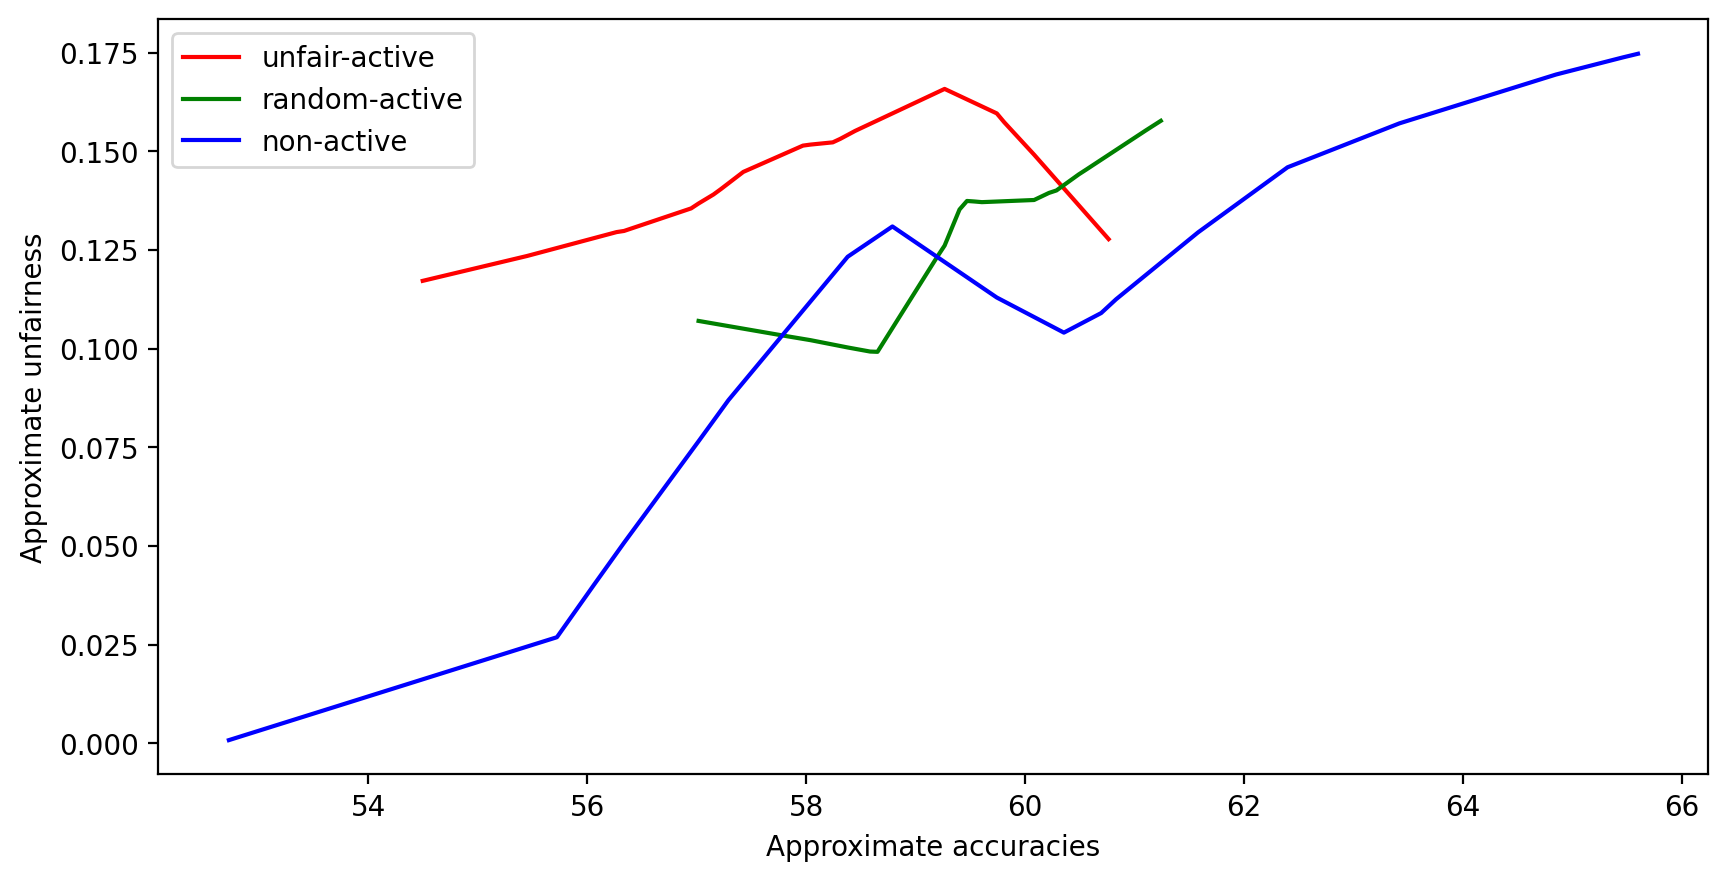 unfair-active
random-active
non-active
0.175
0.150
0.125
0.100
0.075
0.050
0.025
0.000
Approximate unfairness
54 56 58 60 62 64 66
Approximate accuracies